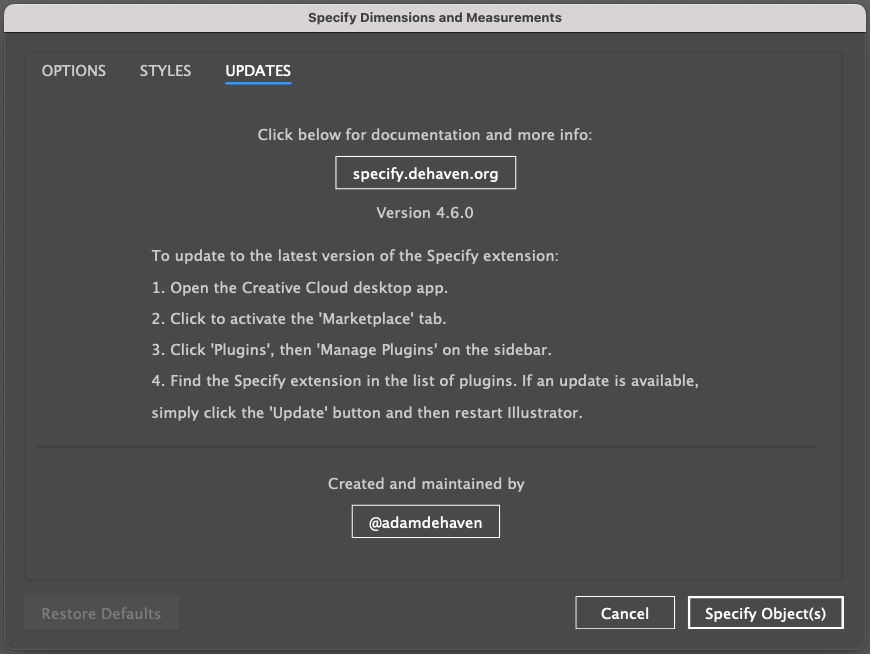 Specify Dimensions and Measurements
OPTIONS STYLES UPDATES
Click below for documentation and more info:
specify.dehaven.org
Version 4.6.0
To update to the latest version of the Specify extension:
1. Open the Creative Cloud desktop app.
2. Click to activate the 'Marketplace' tab.
3. Click 'Plugins', then 'Manage Plugins' on the sidebar.
4. Find the Specify extension in the list of plugins. If an update is available,
simply click the 'Update' button and then restart Illustrator.
Created and maintained by
@adamdehaven
Restore Defaults Cancel Specify Object(s)